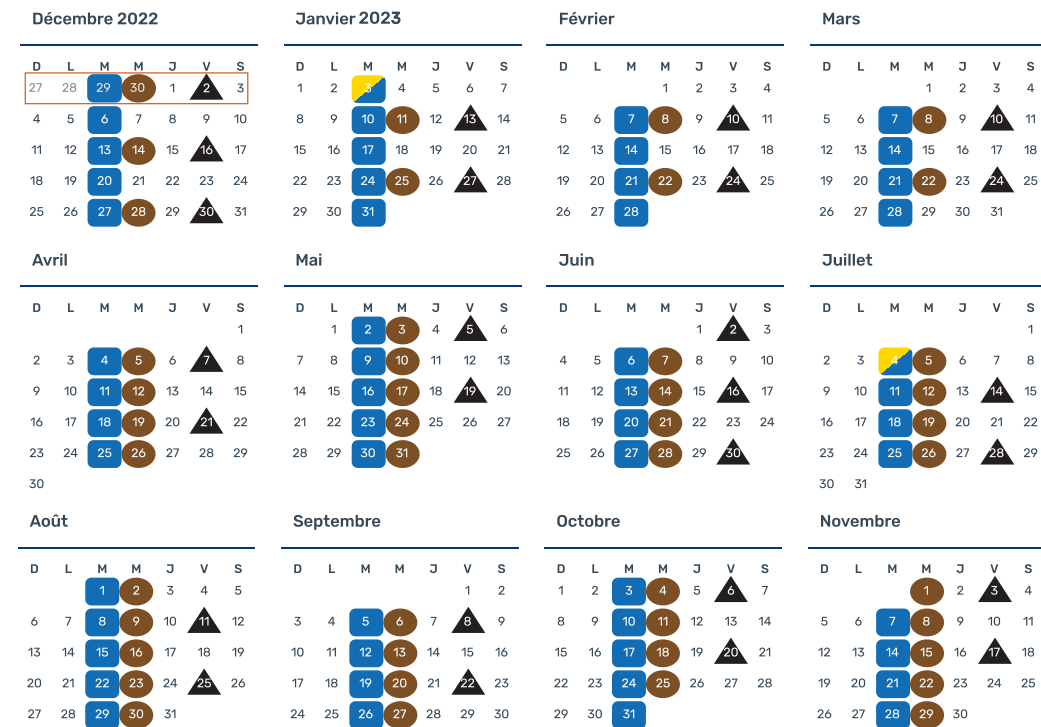 Décembre 2022
D L M M J V S
27 28 29 30 1 2 3
4 5 6 7 8 9 10
11 12 13 14 15 16 17
18 19 20 21 22 23 24
25 26 27 28 29 30 31
Janvier 2023
D L M M J V S
1 2 3 4 5 6 7
8 9 10 11 12 13 14
15 16 17 18 19 20 21
22 23 24 25 26 27 28
29 30 31
Février
D L M M J V S
1 2 3 4
5 6 7 8 9 10 11
12 13 14 15 16 17 18
19 20 21 22 23 24 25
26 27 28
Mars
D L M M J V S
1 2 3 4
5 6 7 8 9 10 11
12 13 14 15 16 17 18
19 20 21 22 23 24 25
26 27 28 29 30 31
Avril
D L M M J V S
1
2 3 4 5 6 7 8
9 10 11 12 13 14 15
16 17 18 19 20 21 22
23 24 25 26 27 28 29
30
Mai
D L M M J V S
1 2 3 4 5 6
7 8 9 10 11 12 13
14 15 16 17 18 19 20
21 22 23 24 25 26 27
28 29 30 31
Juin
D L M M J V S
1 2 3
4 5 6 7 8 9 10
11 12 13 14 15 16 17
18 19 20 21 22 23 24
25 26 27 28 29 30
Juillet
D L M M J V S
1
2 3 4 5 6 7 8
9 10 11 12 13 14 15
16 17 18 19 20 21 22
23 24 25 26 27 28 29
30 31
Août
D L M M J V S
1 2 3 4 5
6 7 8 9 10 11 12
13 14 15 16 17 18 19
20 21 22 23 24 25 26
27 28 29 30 31
Septembre
D L M M J V S
1 2
3 4 5 6 7 8 9
10 11 12 13 14 15 16
17 18 19 20 21 22 23
24 25 26 27 28 29 30
Octobre
D L M M J V S
1 2 3 4 5 6 7
8 9 10 11 12 13 14
15 16 17 18 19 20 21
22 23 24 25 26 27 28
29 30 31
Novembre
D L M M J V S
1 2 3 4
5 6 7 8 9 10 11
12 13 14 15 16 17 18
19 20 21 22 23 24 25
26 27 28 29 30